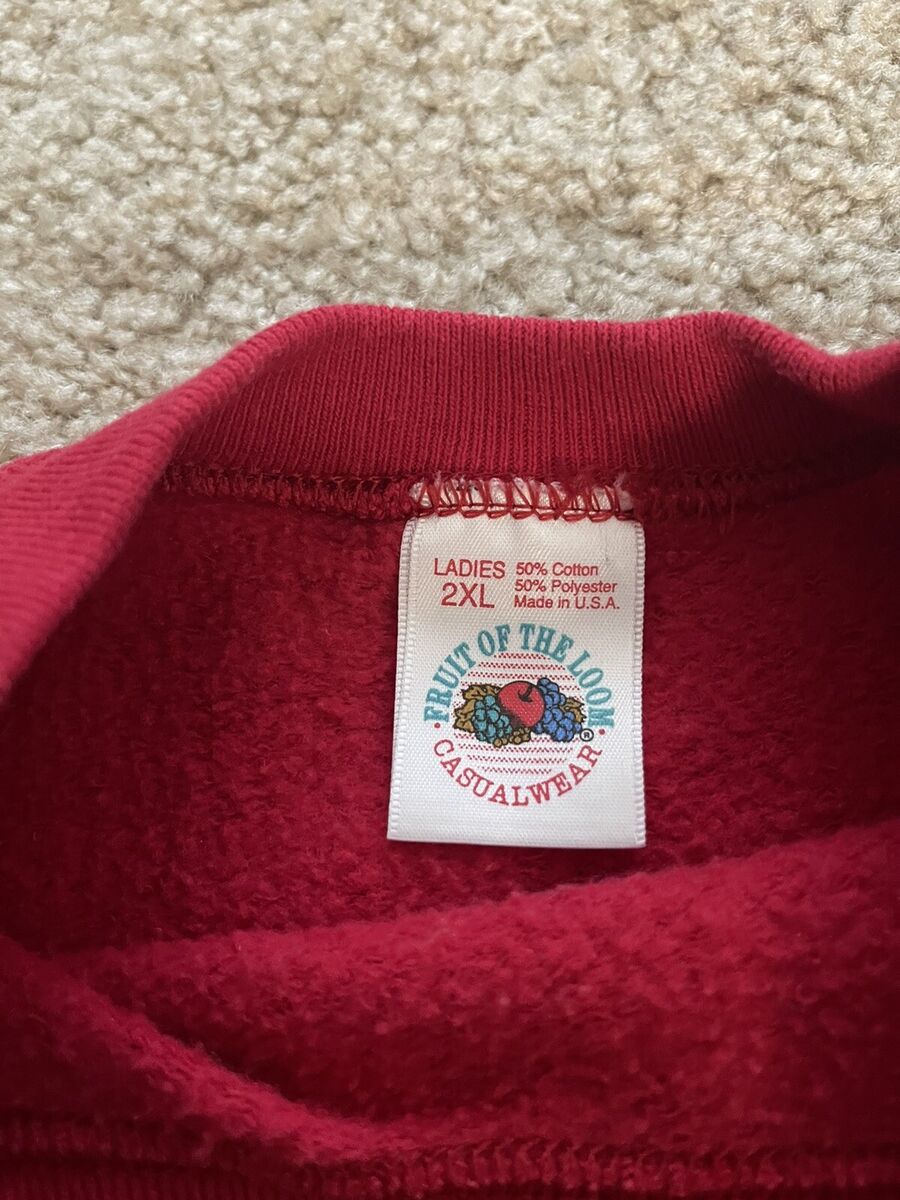 LADIES
2XL
50% Cotton
50% Polyester
Made in U.S.A.
FRUIT OF THE LOOM
®
CASUALWEAR